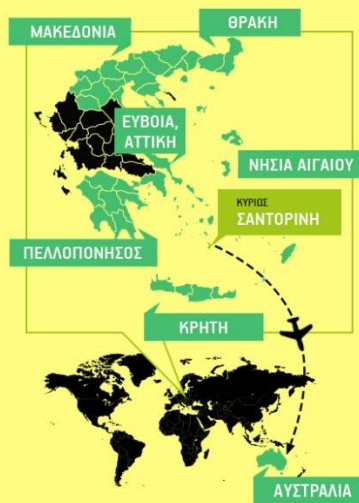 ΜΑΚΕΔΟΝΙΑ
ΘΡΑΚΗ
ΕΥΒΟΙΑ,
ΑΤΤΙΚΗ
ΝΗΣΙΑ ΑΙΓΑΙΟΥ
ΚΥΡΙΩΣ
ΣΑΝΤΟΡΙΝΗ
ΠΕΛΛΟΠΟΝΗΣΟΣ
ΚΡΗΤΗ
ΑΥΣΤΡΑΛΙΑ